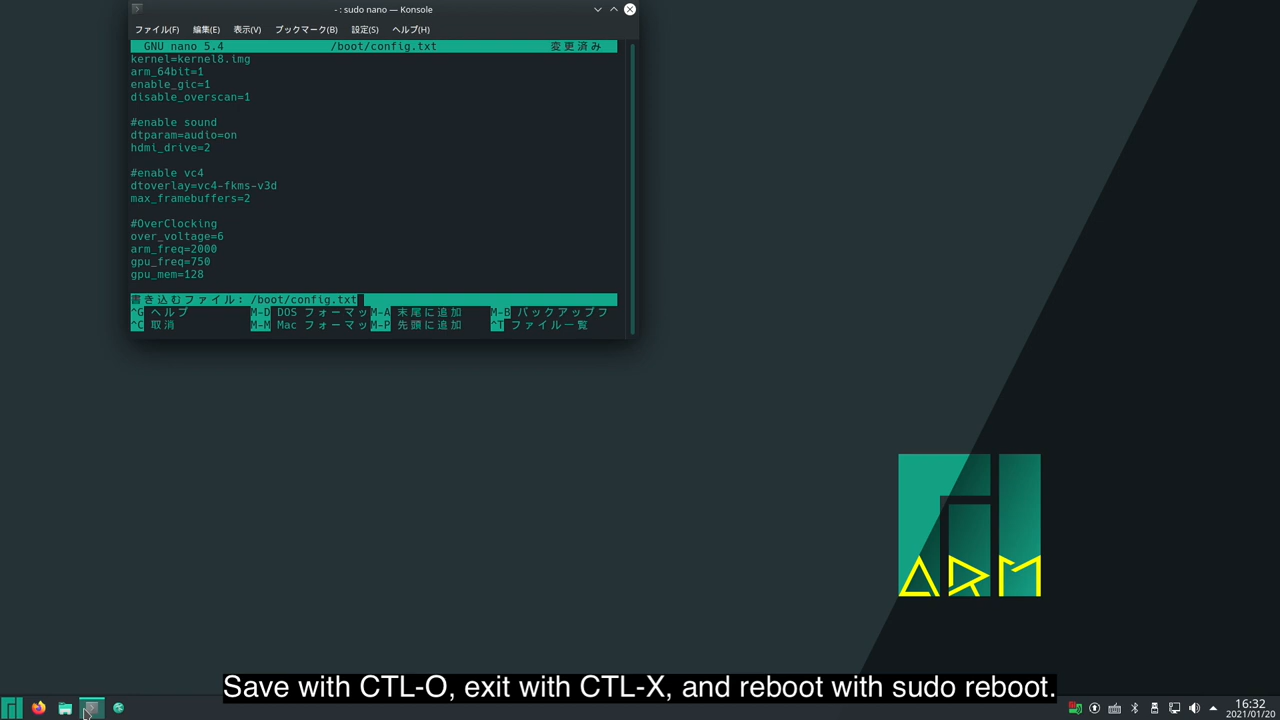 - : sudo nano — Konsole
ファイル(F) 編集(E) 表示(V) ブックマーク(B) 設定(S) ヘルプ(H)
GNU nano 5.4 /boot/config.txt 変更済み
kernel=kernel8.img
arm_64bit=1
enable_gic=1
disable_overscan=1
#enable sound
dtparam=audio=on
hdmi_drive=2
#enable vc4
dtoverlay=vc4-fkms-v3d
max_framebuffers=2
#OverClocking
over_voltage=6
arm_freq=2000
gpu_freq=750
gpu_mem=128
書き込むファイル: /boot/config.txt
^G ヘルプ M-D DOS フォーマッ M-A 末尾に追加 M-B バックアップフ
^C 取消 M-M Mac フォーマッ M-P 先頭に追加 ^T ファイル一覧
ARM
Save with CTL-O, exit with CTL-X, and reboot with sudo reboot.
16:32
2021/01/20